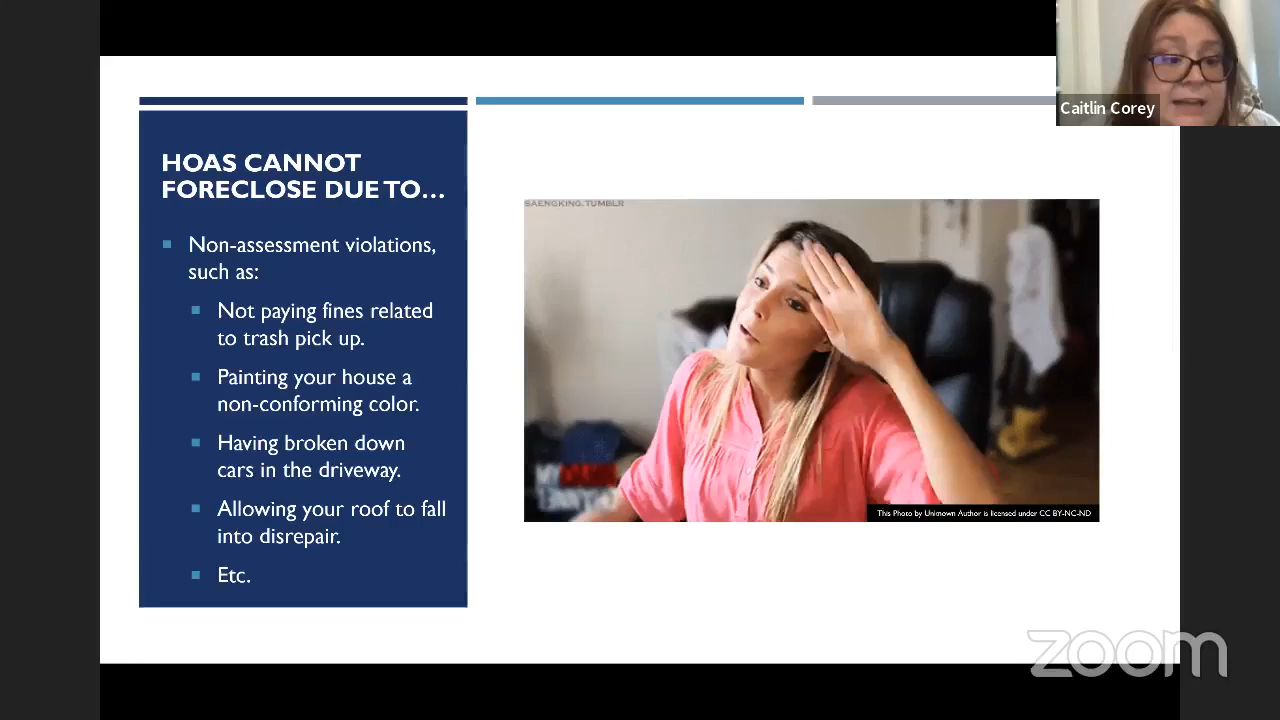 Caitlin Corey
HOAS CANNOT
FORECLOSE DUE TO...
Non-assessment violations,
such as:
Not paying fines related
to trash pick up.
Painting your house a
non-conforming color.
Having broken down
cars in the driveway.
Allowing your roof to fall
into disrepair.
Etc.
SAENGKING.TUMBLR
This Photo by Unknown Author is licensed under CC BY-NC-ND
zoom